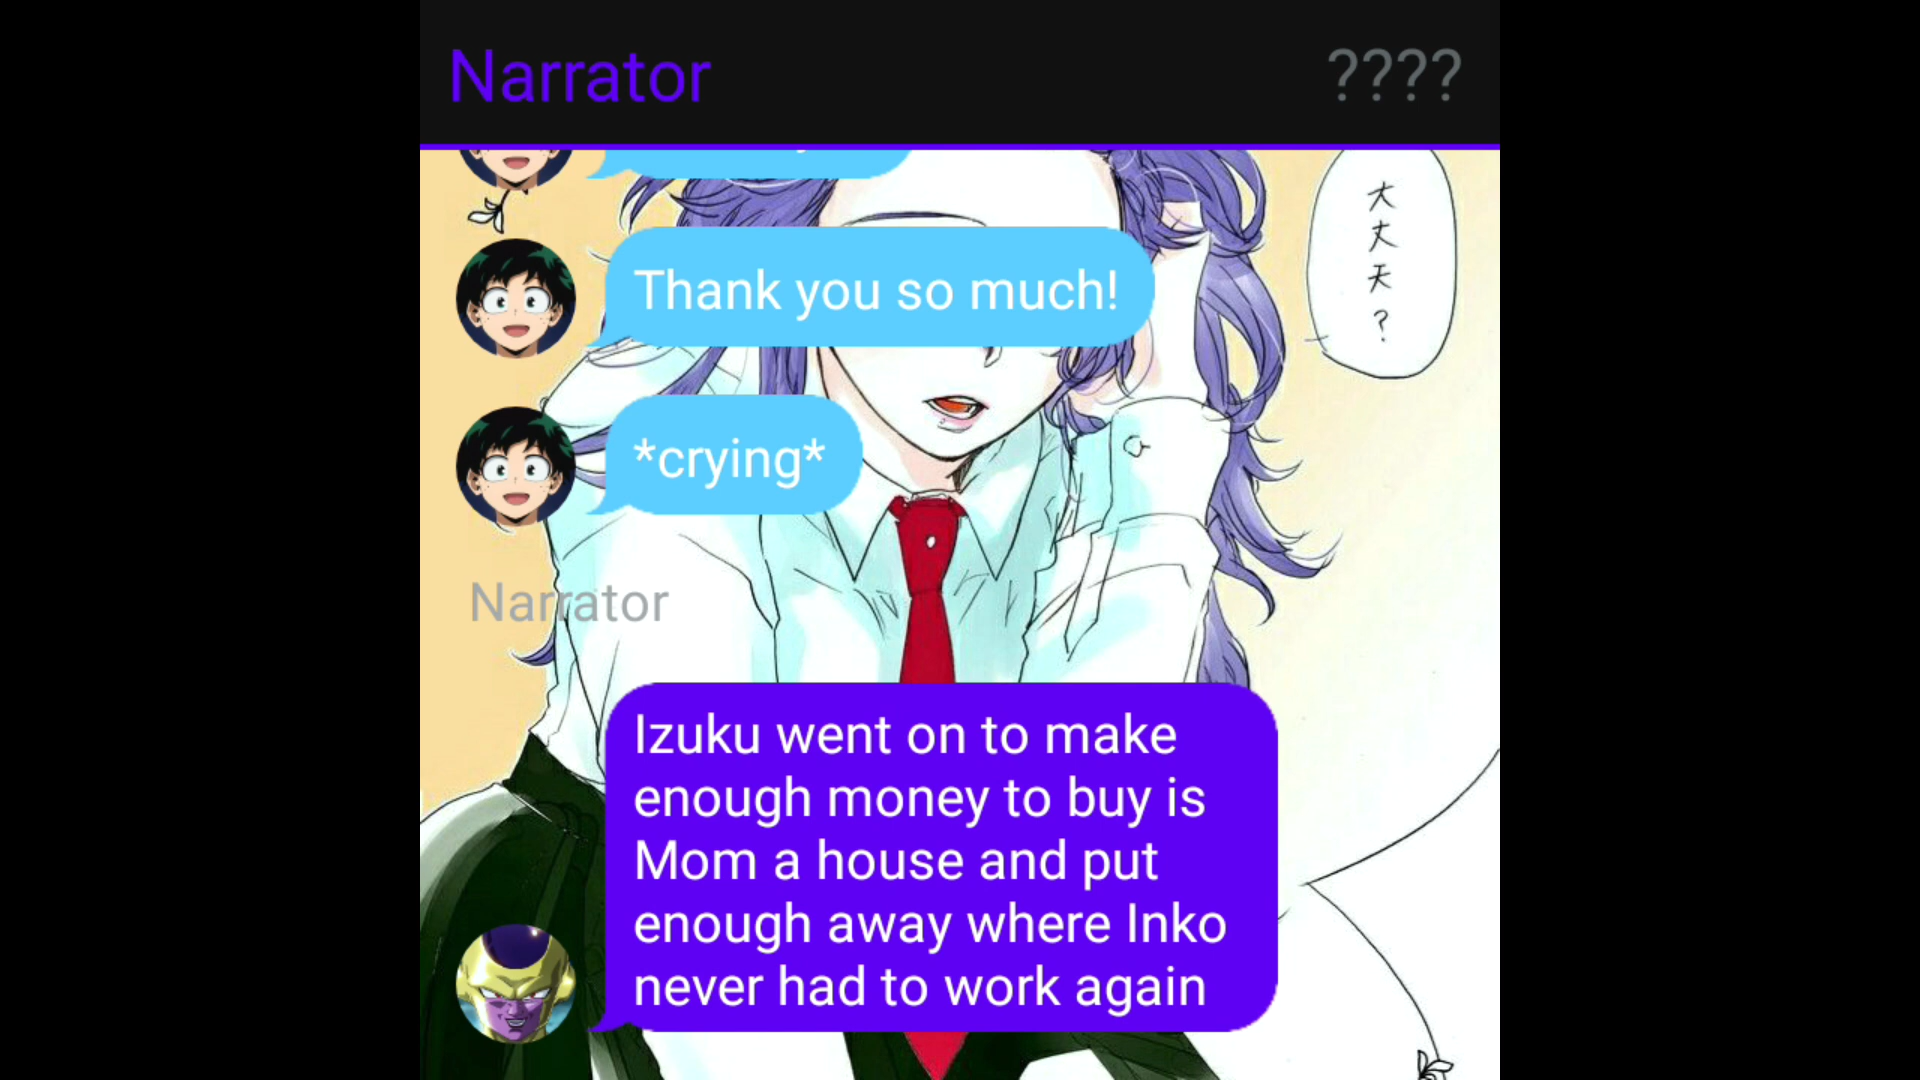 Narrator ????
Thank you so much!
大丈夫?
*crying*
Narrator
Izuku went on to make
enough money to buy is
Mom a house and put
enough away where Inko
never had to work again